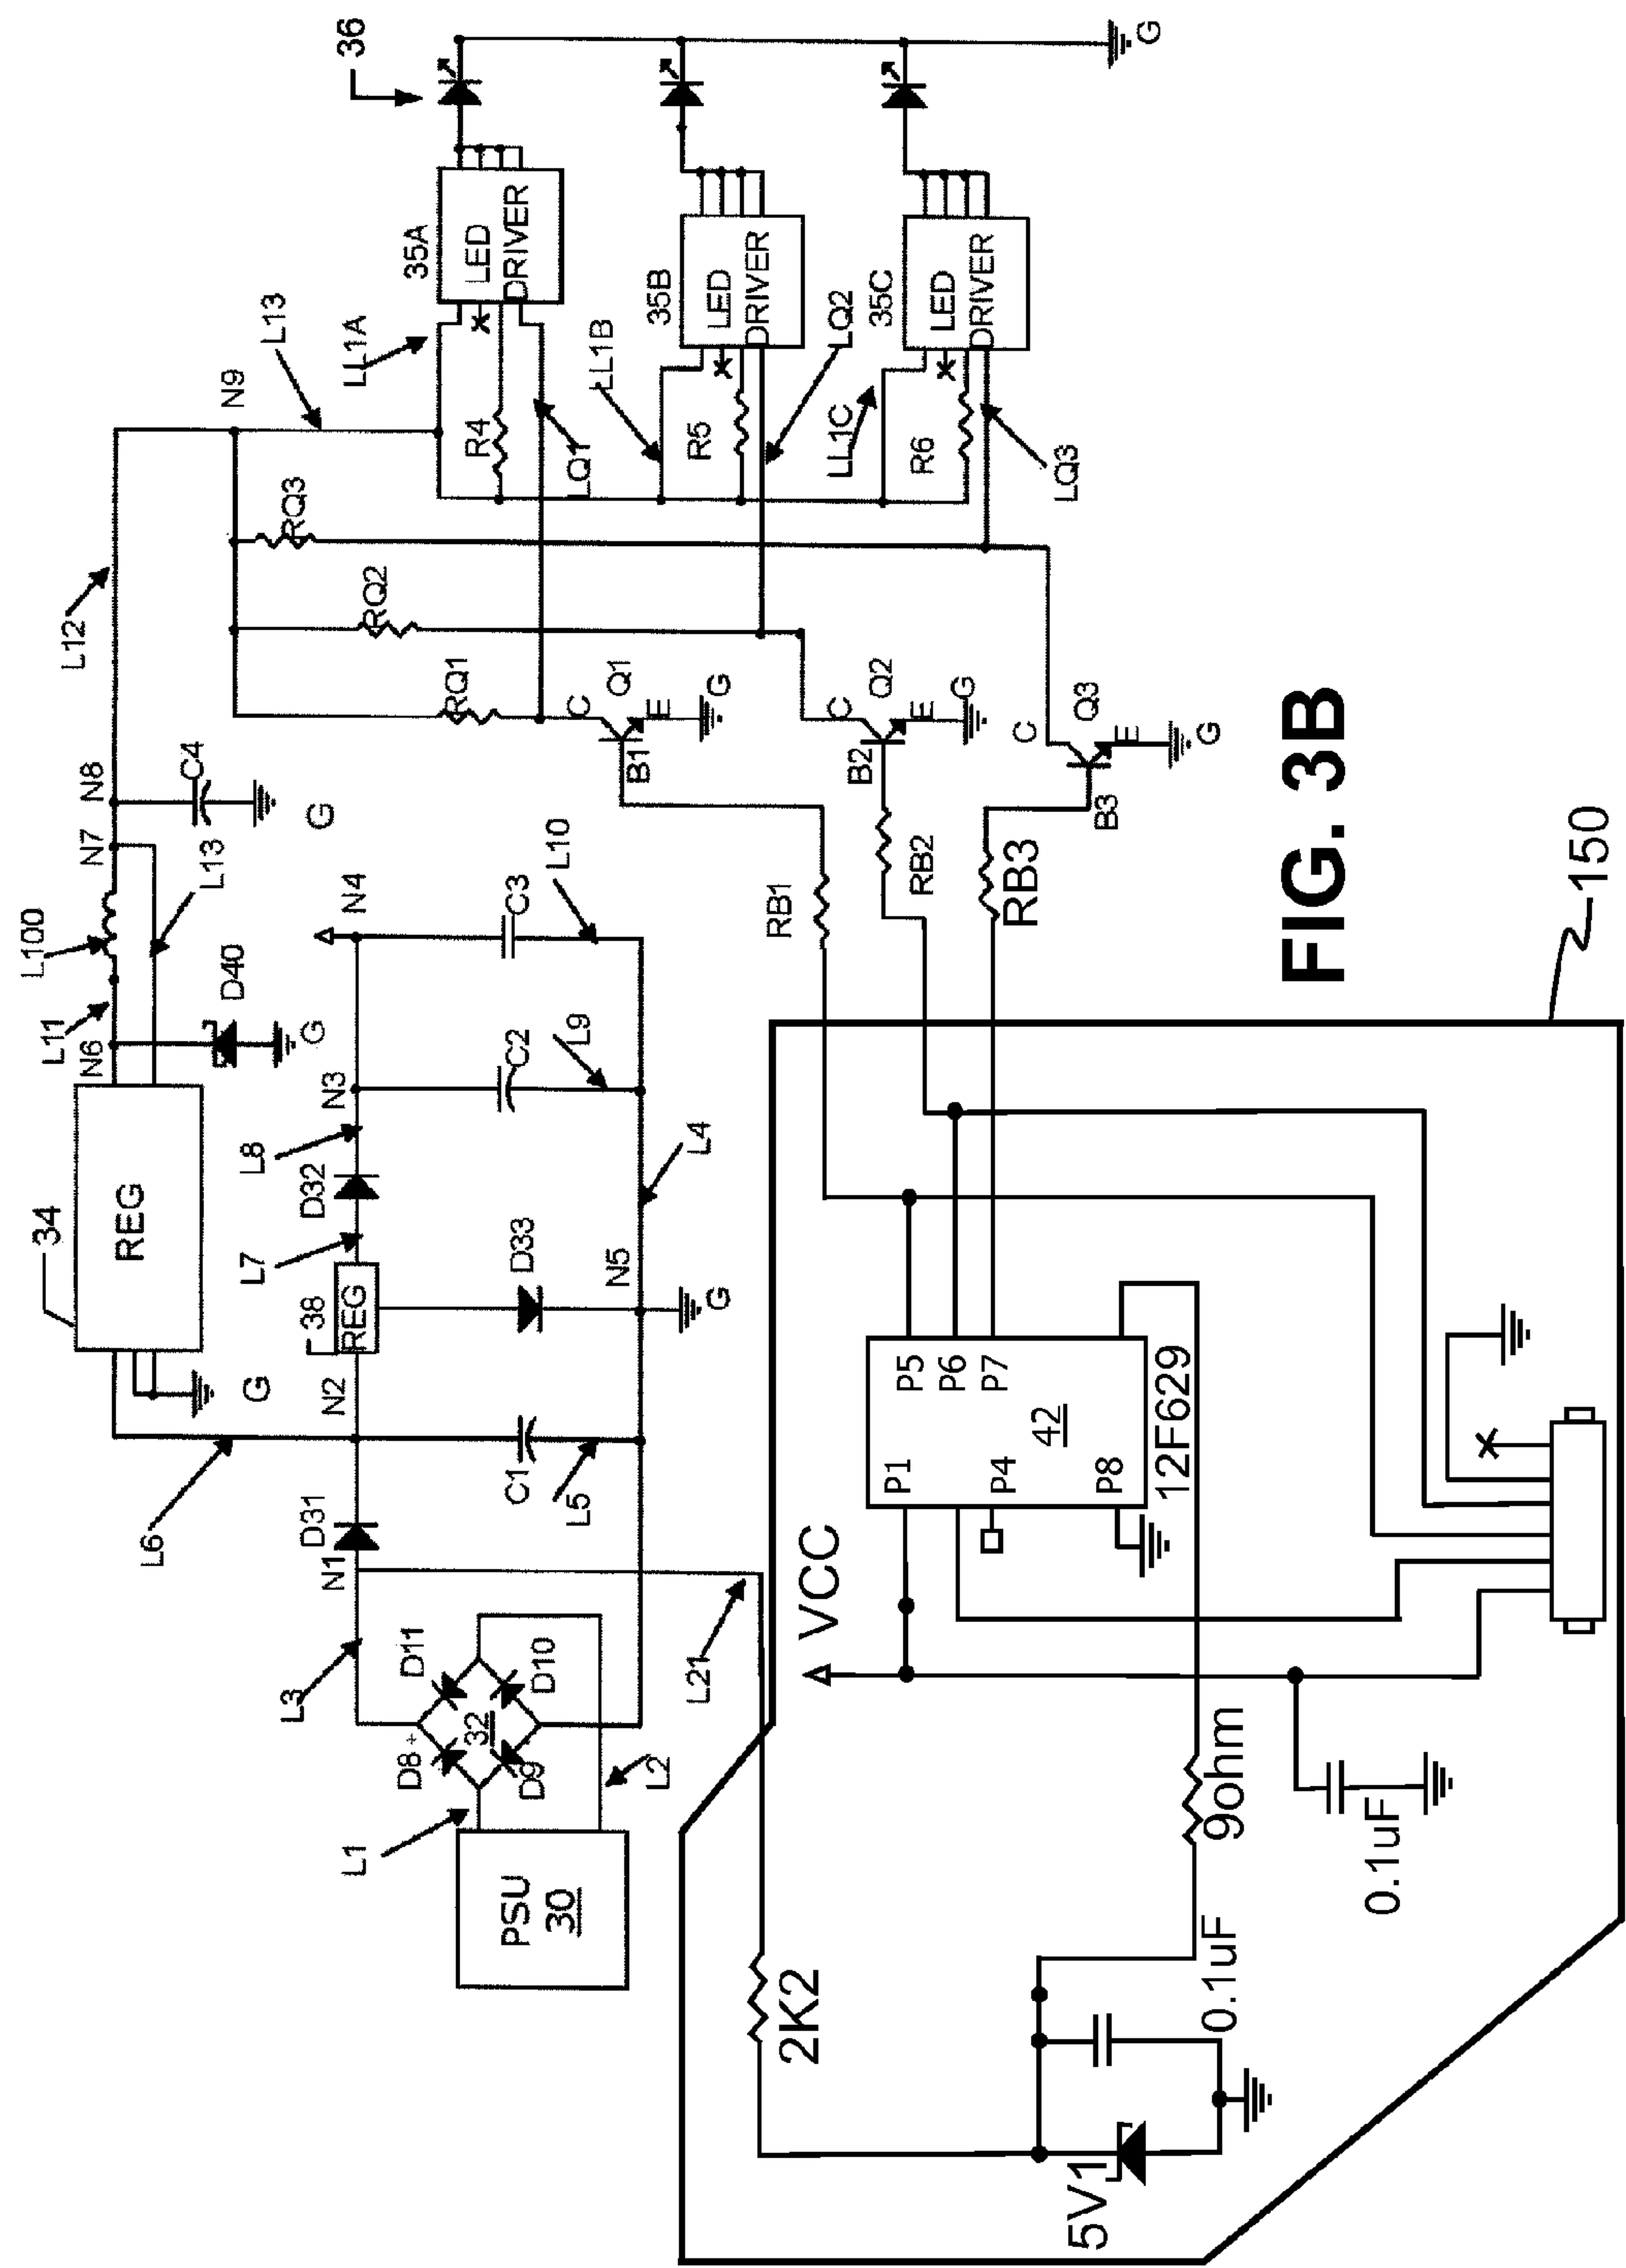 36
G
35A
LED
DRIVER
LL1A
L13
N9
R4
LQ1
35B
LED
DRIVER
LL1B
R5
LQ2
35C
LED
DRIVER
LL1C
R6
LQ3
RQ3
RQ2
RQ1
L12
C
Q1
B1
E
G
C
Q2
B2
E
G
C
Q3
B3
E
G
N8
C4
G
N7
L13
L100
L11
N6
D40
G
34
REG
G
L6
N4
C3
L10
N3
C2
L9
L8
D32
L7
38
REG
D33
N5
G
L4
N2
C1
L5
D31
N1
L3
D11
D10
D8
+
32
D9
L1
L2
PSU
30
L21
RB1
RB2
RB3
FIG. 3B
150
P5
P6
P7
42
P1
P4
P8
12F629
VCC
9ohm
0.1uF
0.1uF
2K2
5V1